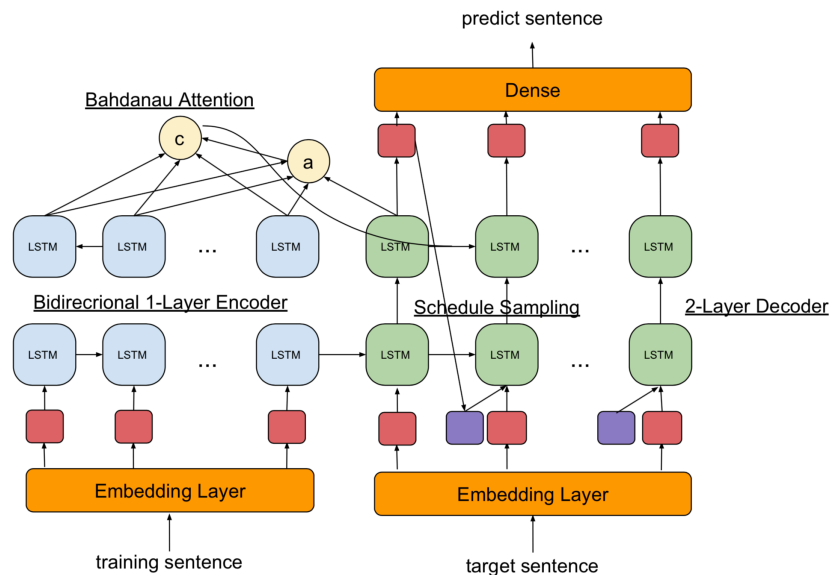 predict sentence
Dense
Bahdanau Attention
c
a
LSTM
LSTM
...
LSTM
LSTM
LSTM
...
LSTM
Bidirecrional 1-Layer Encoder
Schedule Sampling
2-Layer Decoder
LSTM
LSTM
...
LSTM
LSTM
LSTM
...
LSTM
Embedding Layer
Embedding Layer
training sentence
target sentence